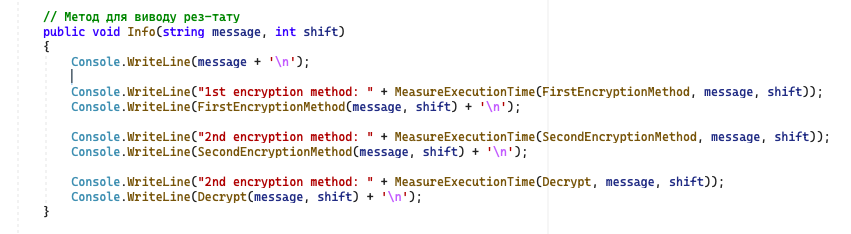 // Метод для виводу рез-тату
public void Info(string message, int shift)
{
Console.WriteLine(message + '\n');
Console.WriteLine("1st encryption method: " + MeasureExecutionTime(FirstEncryptionMethod, message, shift));
Console.WriteLine(FirstEncryptionMethod(message, shift) + '\n');
Console.WriteLine("2nd encryption method: " + MeasureExecutionTime(SecondEncryptionMethod, message, shift));
Console.WriteLine(SecondEncryptionMethod(message, shift) + '\n');
Console.WriteLine("2nd encryption method: " + MeasureExecutionTime(Decrypt, message, shift));
Console.WriteLine(Decrypt(message, shift) + '\n');
}